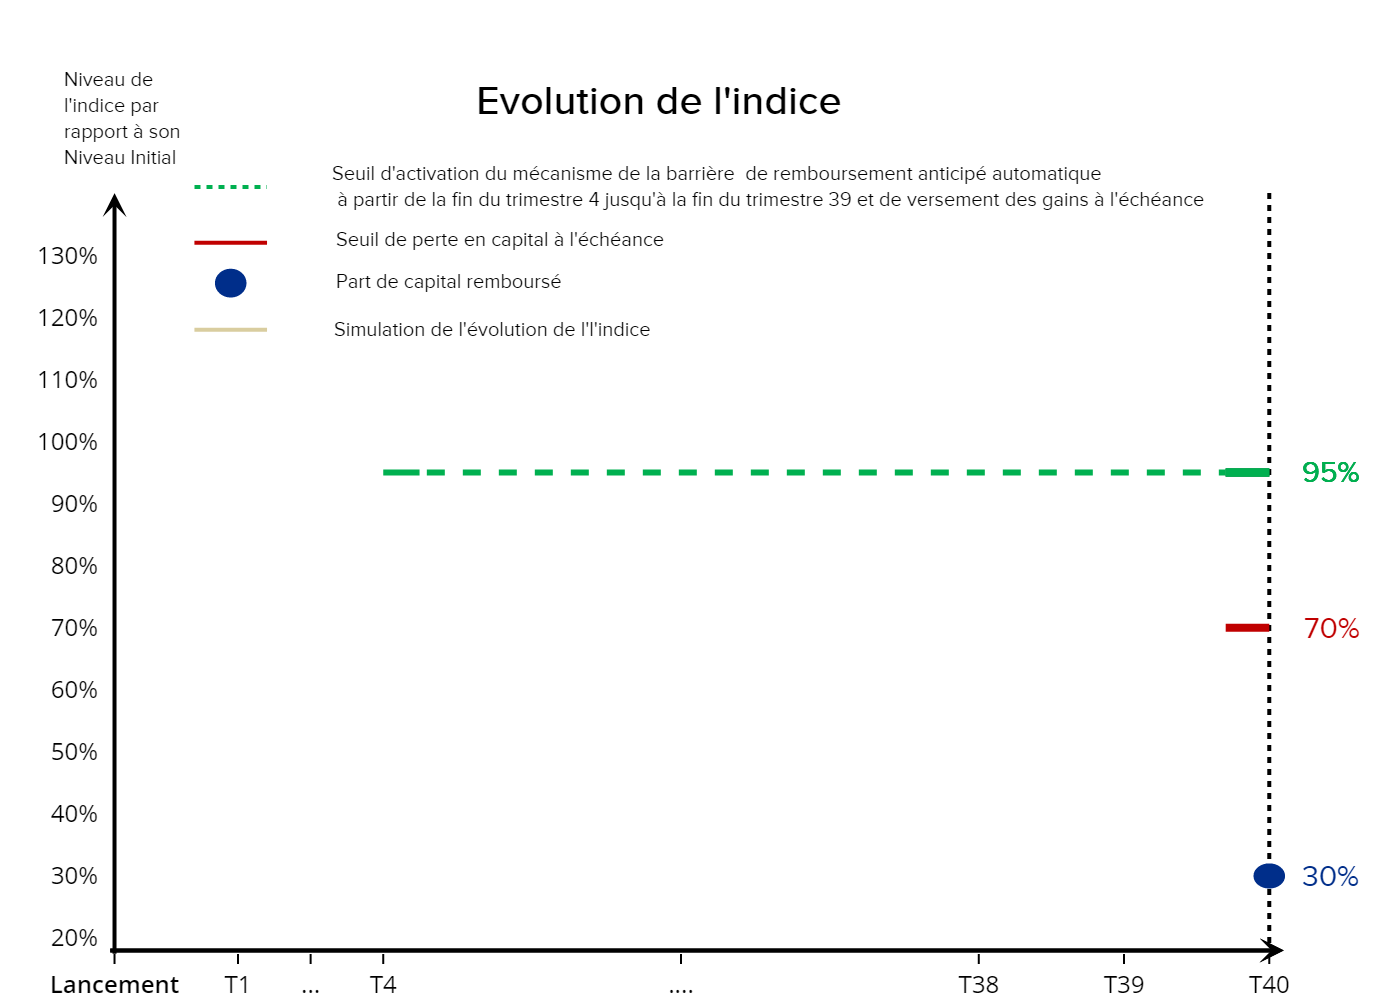 Niveau de
l'indice par
rapport à son
Niveau Initial
Evolution de l'indice
Seuil d'activation du mécanisme de la barrière  de remboursement anticipé automatique
à partir de la fin du trimestre 4 jusqu'à la fin du trimestre 39 et de versement des gains à l'échéance
Seuil de perte en capital à l'échéance
Part de capital remboursé
Simulation de l'évolution de l'l'indice
130%
120%
110%
100%
90%
80%
70%
60%
50%
40%
30%
20%
95%
70%
30%
Lancement T1 ... T4 .... T38 T39 T40